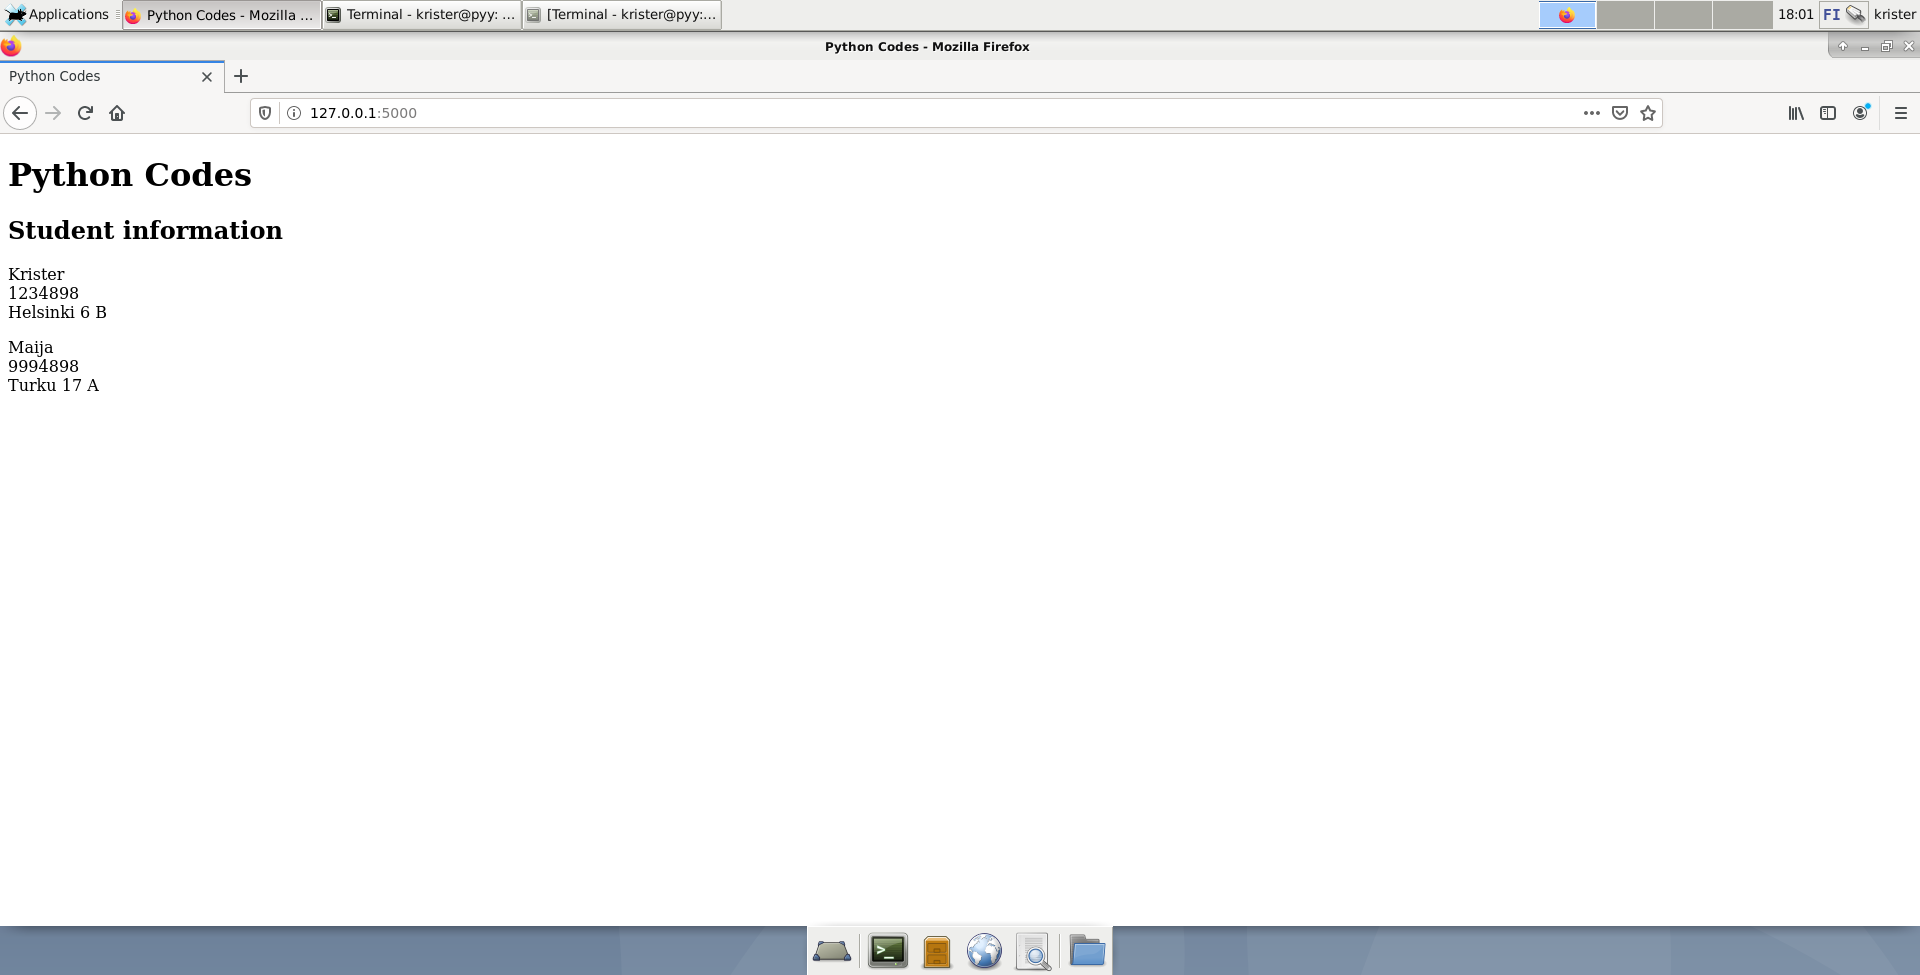 Applications
Python Codes - Mozilla ...
Terminal - krister@pyy: ...
[Terminal - krister@pyy:...
18:01
FI
krister
Python Codes - Mozilla Firefox
Python Codes
127.0.0.1:5000
Python Codes
Student information
Krister
1234898
Helsinki 6 B
Maija
9994898
Turku 17 A